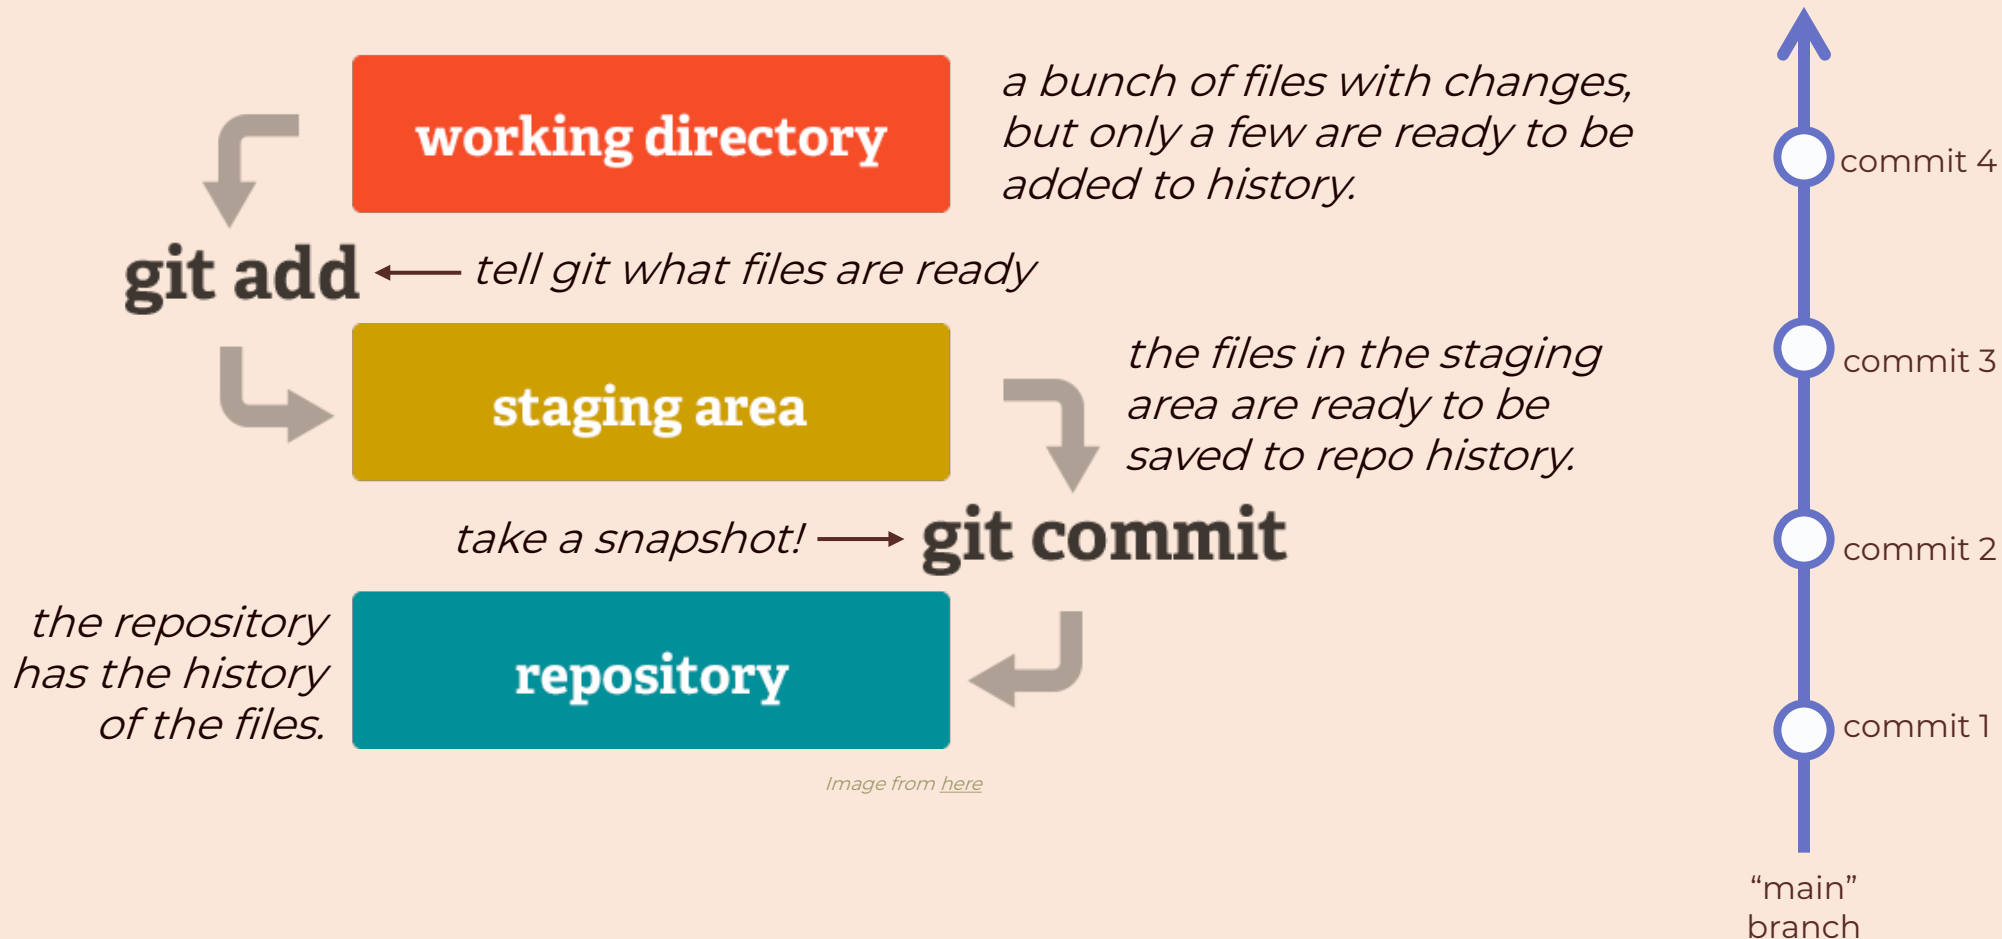 working directory
a bunch of files with changes,
but only a few are ready to be
added to history.
git add
tell git what files are ready
staging area
the files in the staging
area are ready to be
saved to repo history.
take a snapshot!
git commit
the repository
has the history
of the files.
repository
Image from here
commit 4
commit 3
commit 2
commit 1
“main”
branch